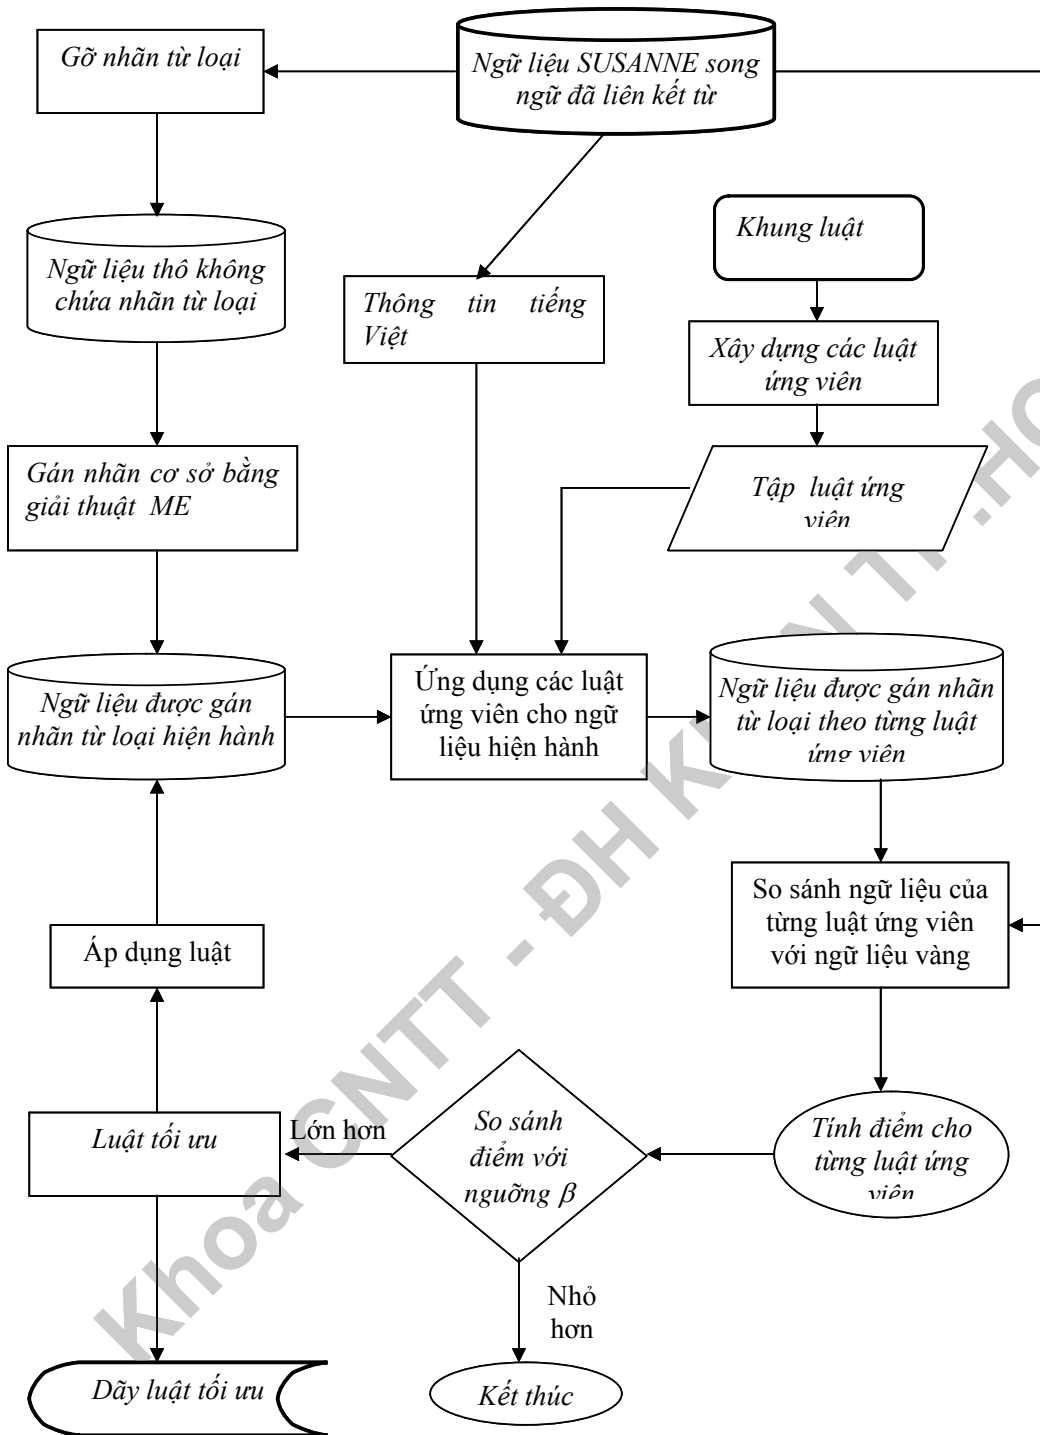 Gỡ nhãn từ loại
Ngữ liệu SUSANNE song
ngữ đã liên kết từ
Khung luật
Ngữ liệu thô không
chứa nhãn từ loại
Thông tin tiếng
Việt
Xây dựng các luật
ứng viên
Gán nhãn cơ sở bằng
giải thuật ME
Tập luật ứng
viên
Ngữ liệu được gán
nhãn từ loại hiện hành
Ứng dụng các luật
ứng viên cho ngữ
liệu hiện hành
Ngữ liệu được gán nhãn
từ loại theo từng luật
ứng viên
So sánh ngữ liệu của
từng luật ứng viên
với ngữ liệu vàng
Áp dụng luật
Luật tối ưu
Lớn hơn
So sánh
điểm với
nguỡng β
Tính điểm cho
từng luật ứng
viên
Nhỏ
hơn
Dãy luật tối ưu
Kết thúc
Khoa CNTT - ĐH